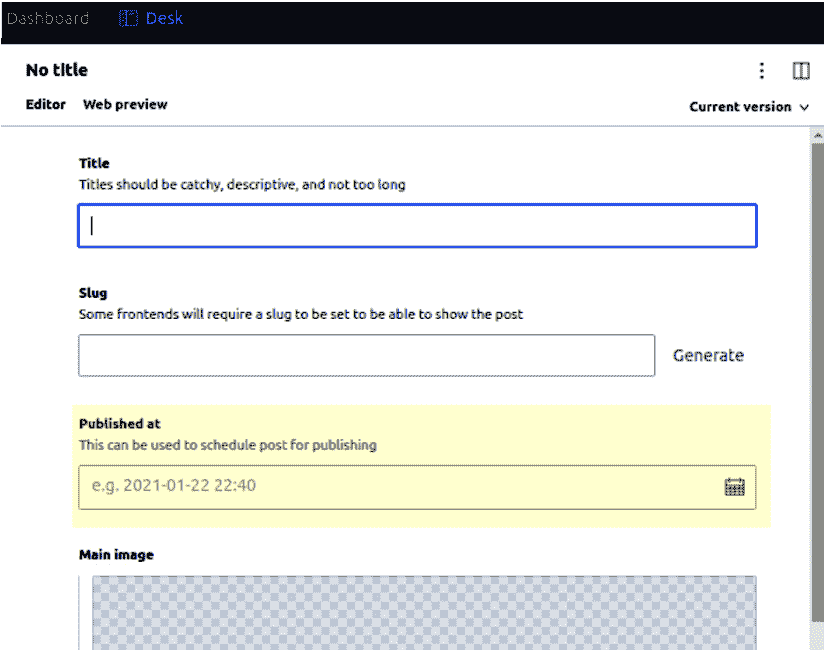 Dashboard Desk
No title
Editor Web preview
Current version
Title
Titles should be catchy, descriptive, and not too long
Slug
Some frontends will require a slug to be set to be able to show the post
Generate
Published at
This can be used to schedule post for publishing
e.g. 2021-01-22 22:40
Main image